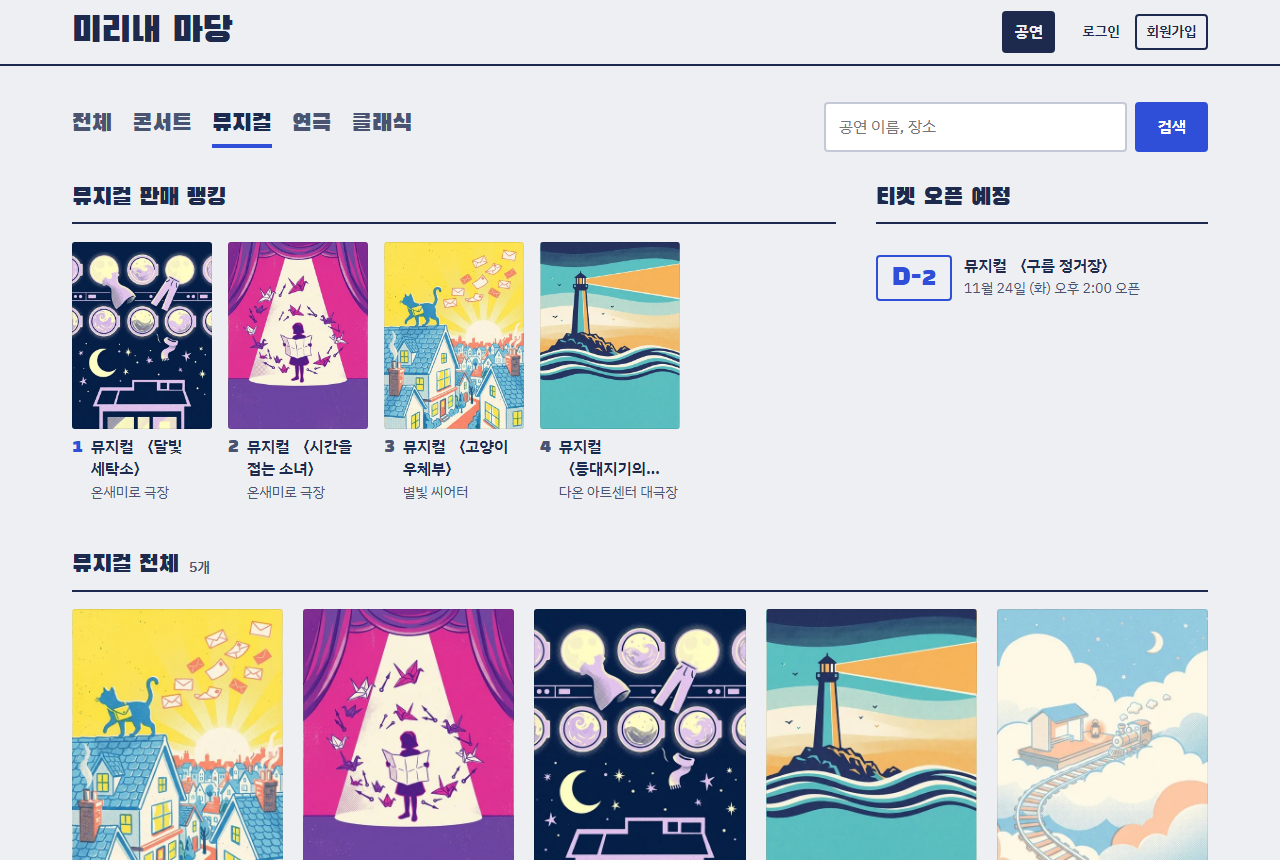 미리내 마당
공연
로그인
회원가입
전체
콘서트
뮤지컬
연극
클래식
공연 이름, 장소
검색
뮤지컬 판매 랭킹
1 뮤지컬 〈달빛
세탁소〉
온새미로 극장
2 뮤지컬 〈시간을
접는 소녀〉
온새미로 극장
3 뮤지컬 〈고양이
우체부〉
별빛 씨어터
4 뮤지컬
〈등대지기의...
다온 아트센터 대극장
티켓 오픈 예정
D-2
뮤지컬 〈구름 정거장〉
11월 24일 (화) 오후 2:00 오픈
뮤지컬 전체 5개